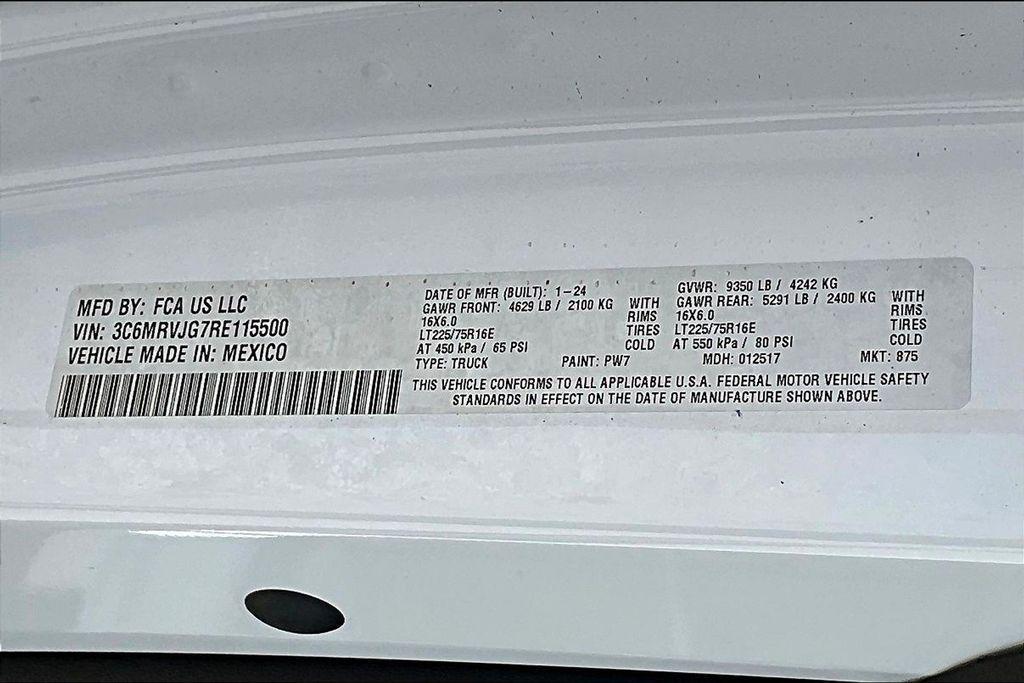 MFD BY: FCA US LLC
VIN: 3C6MRVJG7RE115500
VEHICLE MADE IN: MEXICO
DATE OF MFR (BUILT): 1-24
GAWR FRONT: 4629 LB / 2100 KG WITH
16X6.0 RIMS
LT225/75R16E TIRES
AT 450 kPa / 65 PSI COLD
GVWR: 9350 LB / 4242 KG
GAWR REAR: 5291 LB / 2400 KG WITH
16X6.0 RIMS
LT225/75R16E TIRES
AT 550 kPa / 80 PSI COLD
TYPE: TRUCK PAINT: PW7 MDH: 012517 MKT: 875
THIS VEHICLE CONFORMS TO ALL APPLICABLE U.S.A. FEDERAL MOTOR VEHICLE SAFETY
STANDARDS IN EFFECT ON THE DATE OF MANUFACTURE SHOWN ABOVE.